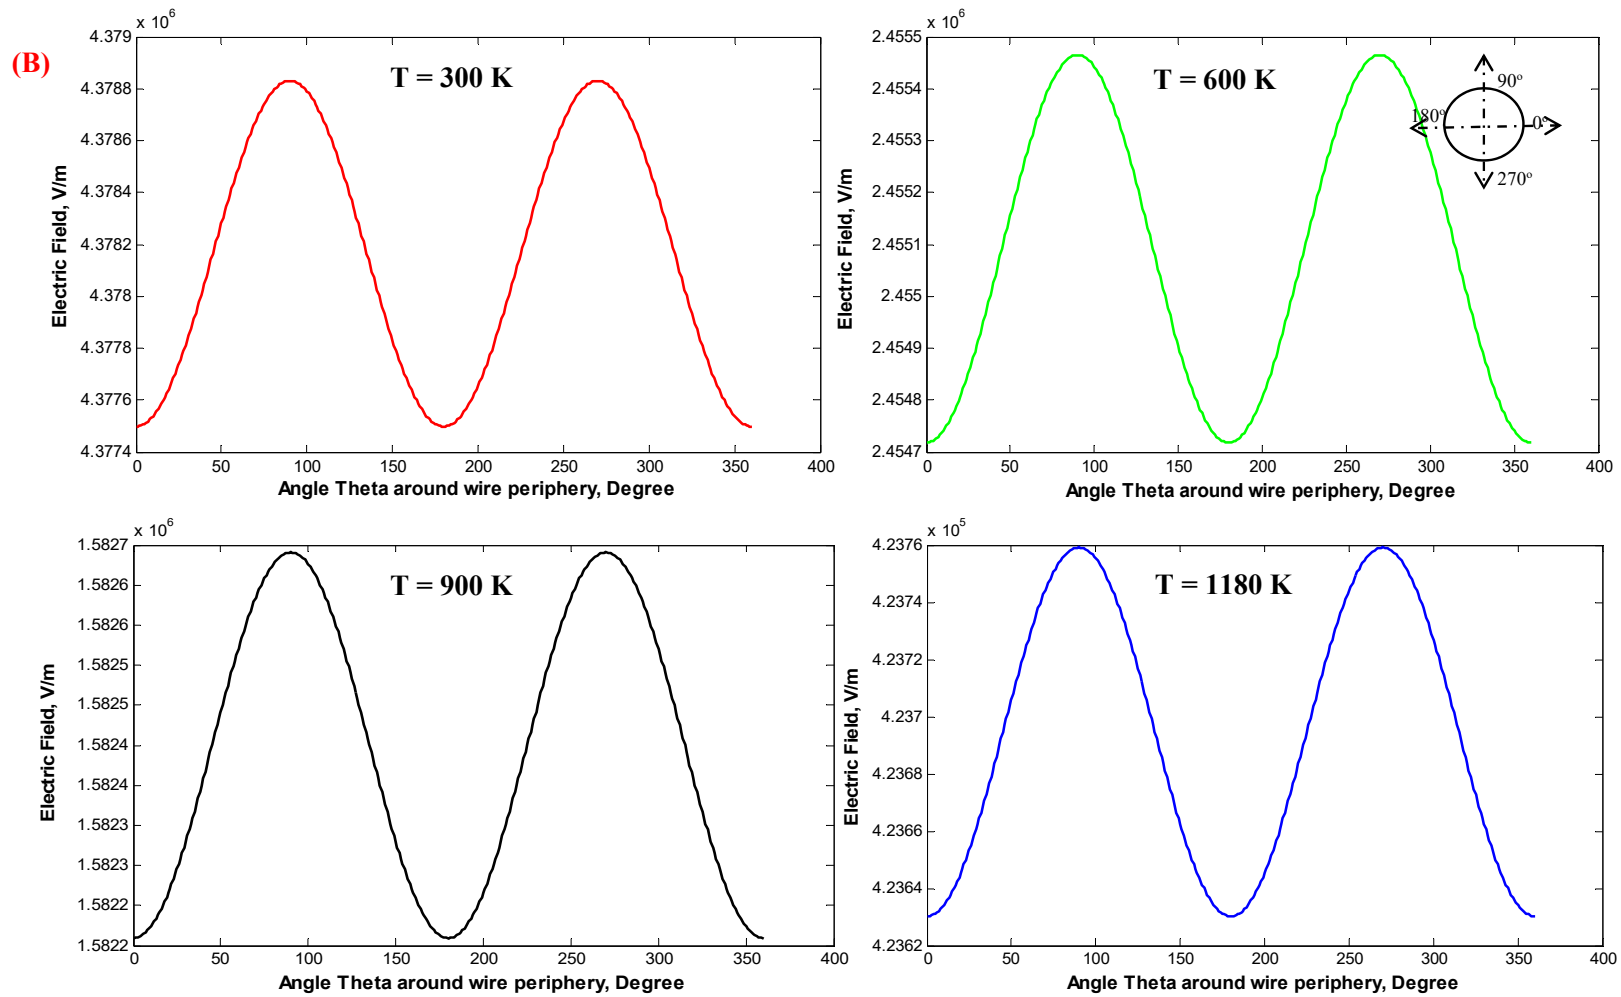 (B)
x 10^6
T = 300 K
4.379
4.3788
4.3786
4.3784
4.3782
4.378
4.3778
4.3776
4.3774
Electric Field, V/m
0 50 100 150 200 250 300 350 400
Angle Theta around wire periphery, Degree
x 10^6
T = 600 K
2.4555
2.4554
2.4553
2.4552
2.4551
2.455
2.4549
2.4548
2.4547
Electric Field, V/m
90º
180º
0º
270º
0 50 100 150 200 250 300 350 400
Angle Theta around wire periphery, Degree
x 10^6
T = 900 K
1.5827
1.5826
1.5826
1.5825
1.5825
1.5824
1.5824
1.5823
1.5823
1.5822
1.5822
Electric Field, V/m
0 50 100 150 200 250 300 350 400
Angle Theta around wire periphery, Degree
x 10^5
T = 1180 K
4.2376
4.2374
4.2372
4.237
4.2368
4.2366
4.2364
4.2362
Electric Field, V/m
0 50 100 150 200 250 300 350 400
Angle Theta around wire periphery, Degree